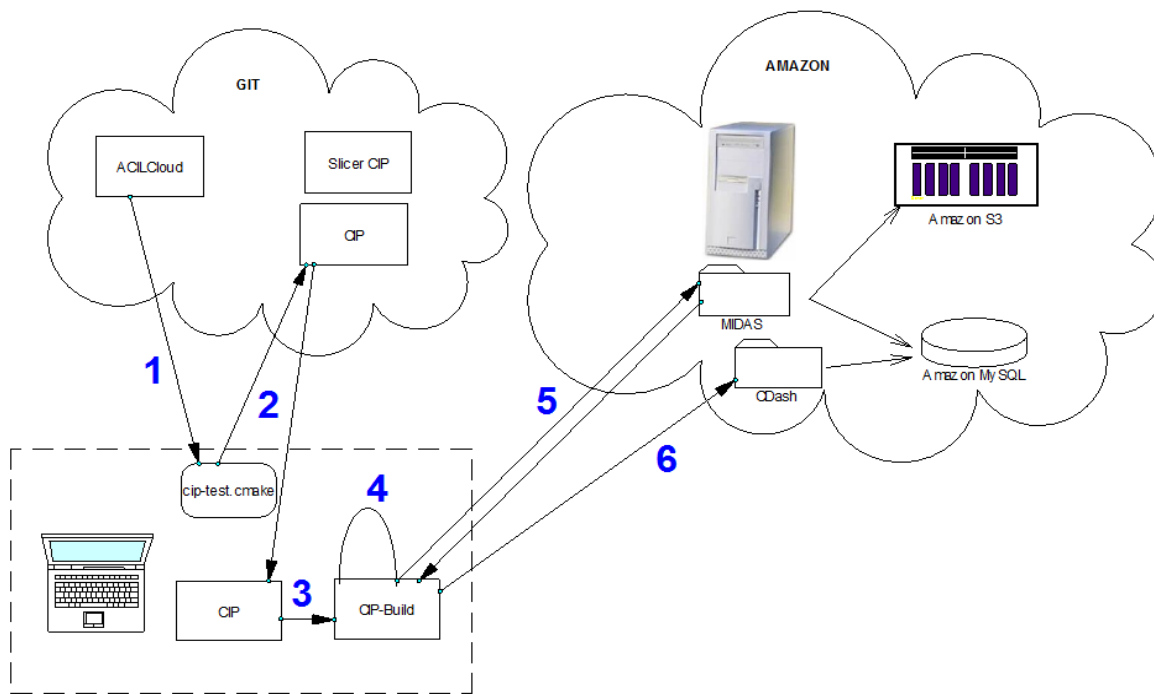 GIT
AMAZON
ACILCloud
Slicer CIP
CIP
Amazon S3
MIDAS
Amazon MySQL
CDash
1
2
5
6
cip-test.cmake
4
3
CIP
CIP-Build